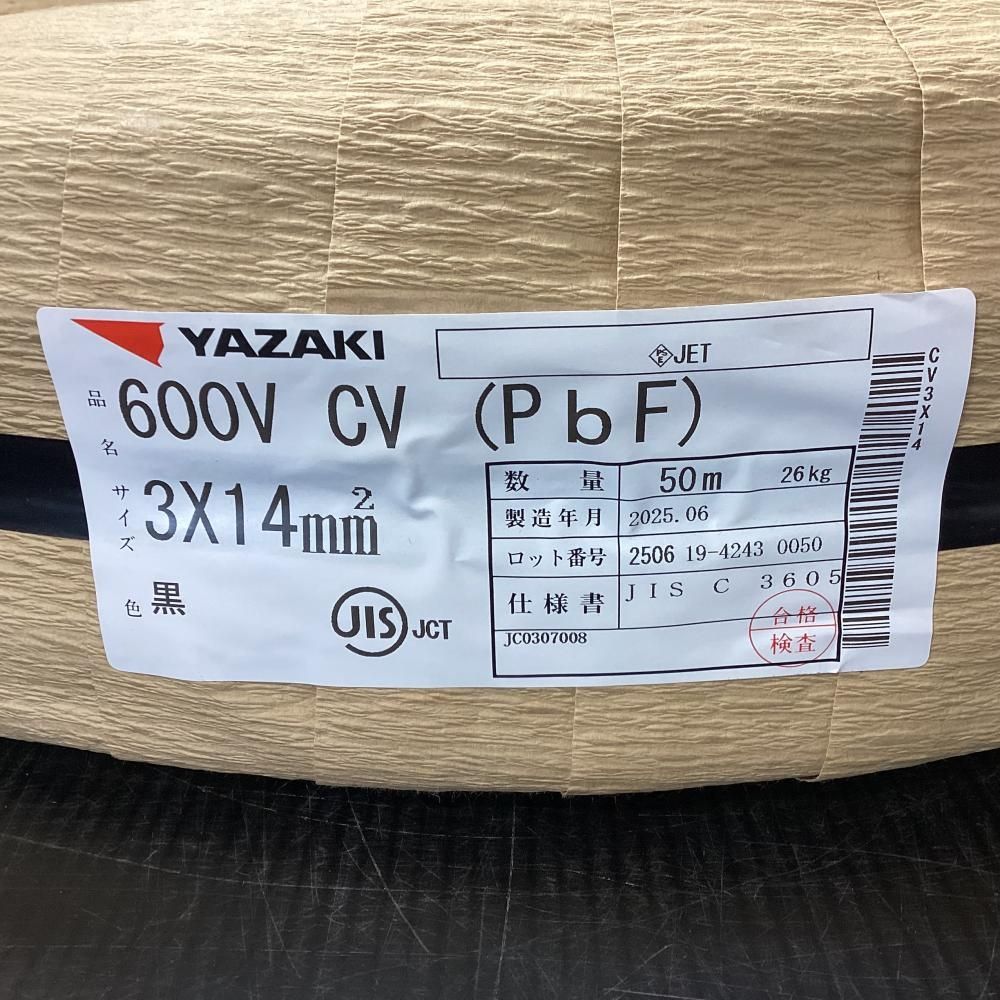 YAZAKI
PSE JET
品名 600V CV (PbF)
サイズ 3X14mm²
色 黒
JIS JCT
数量 50m 26kg
製造年月 2025.06
ロット番号 2506 19-4243 0050
仕様書 JIS C 3605
JC0307008
合格
検査
CV3X14